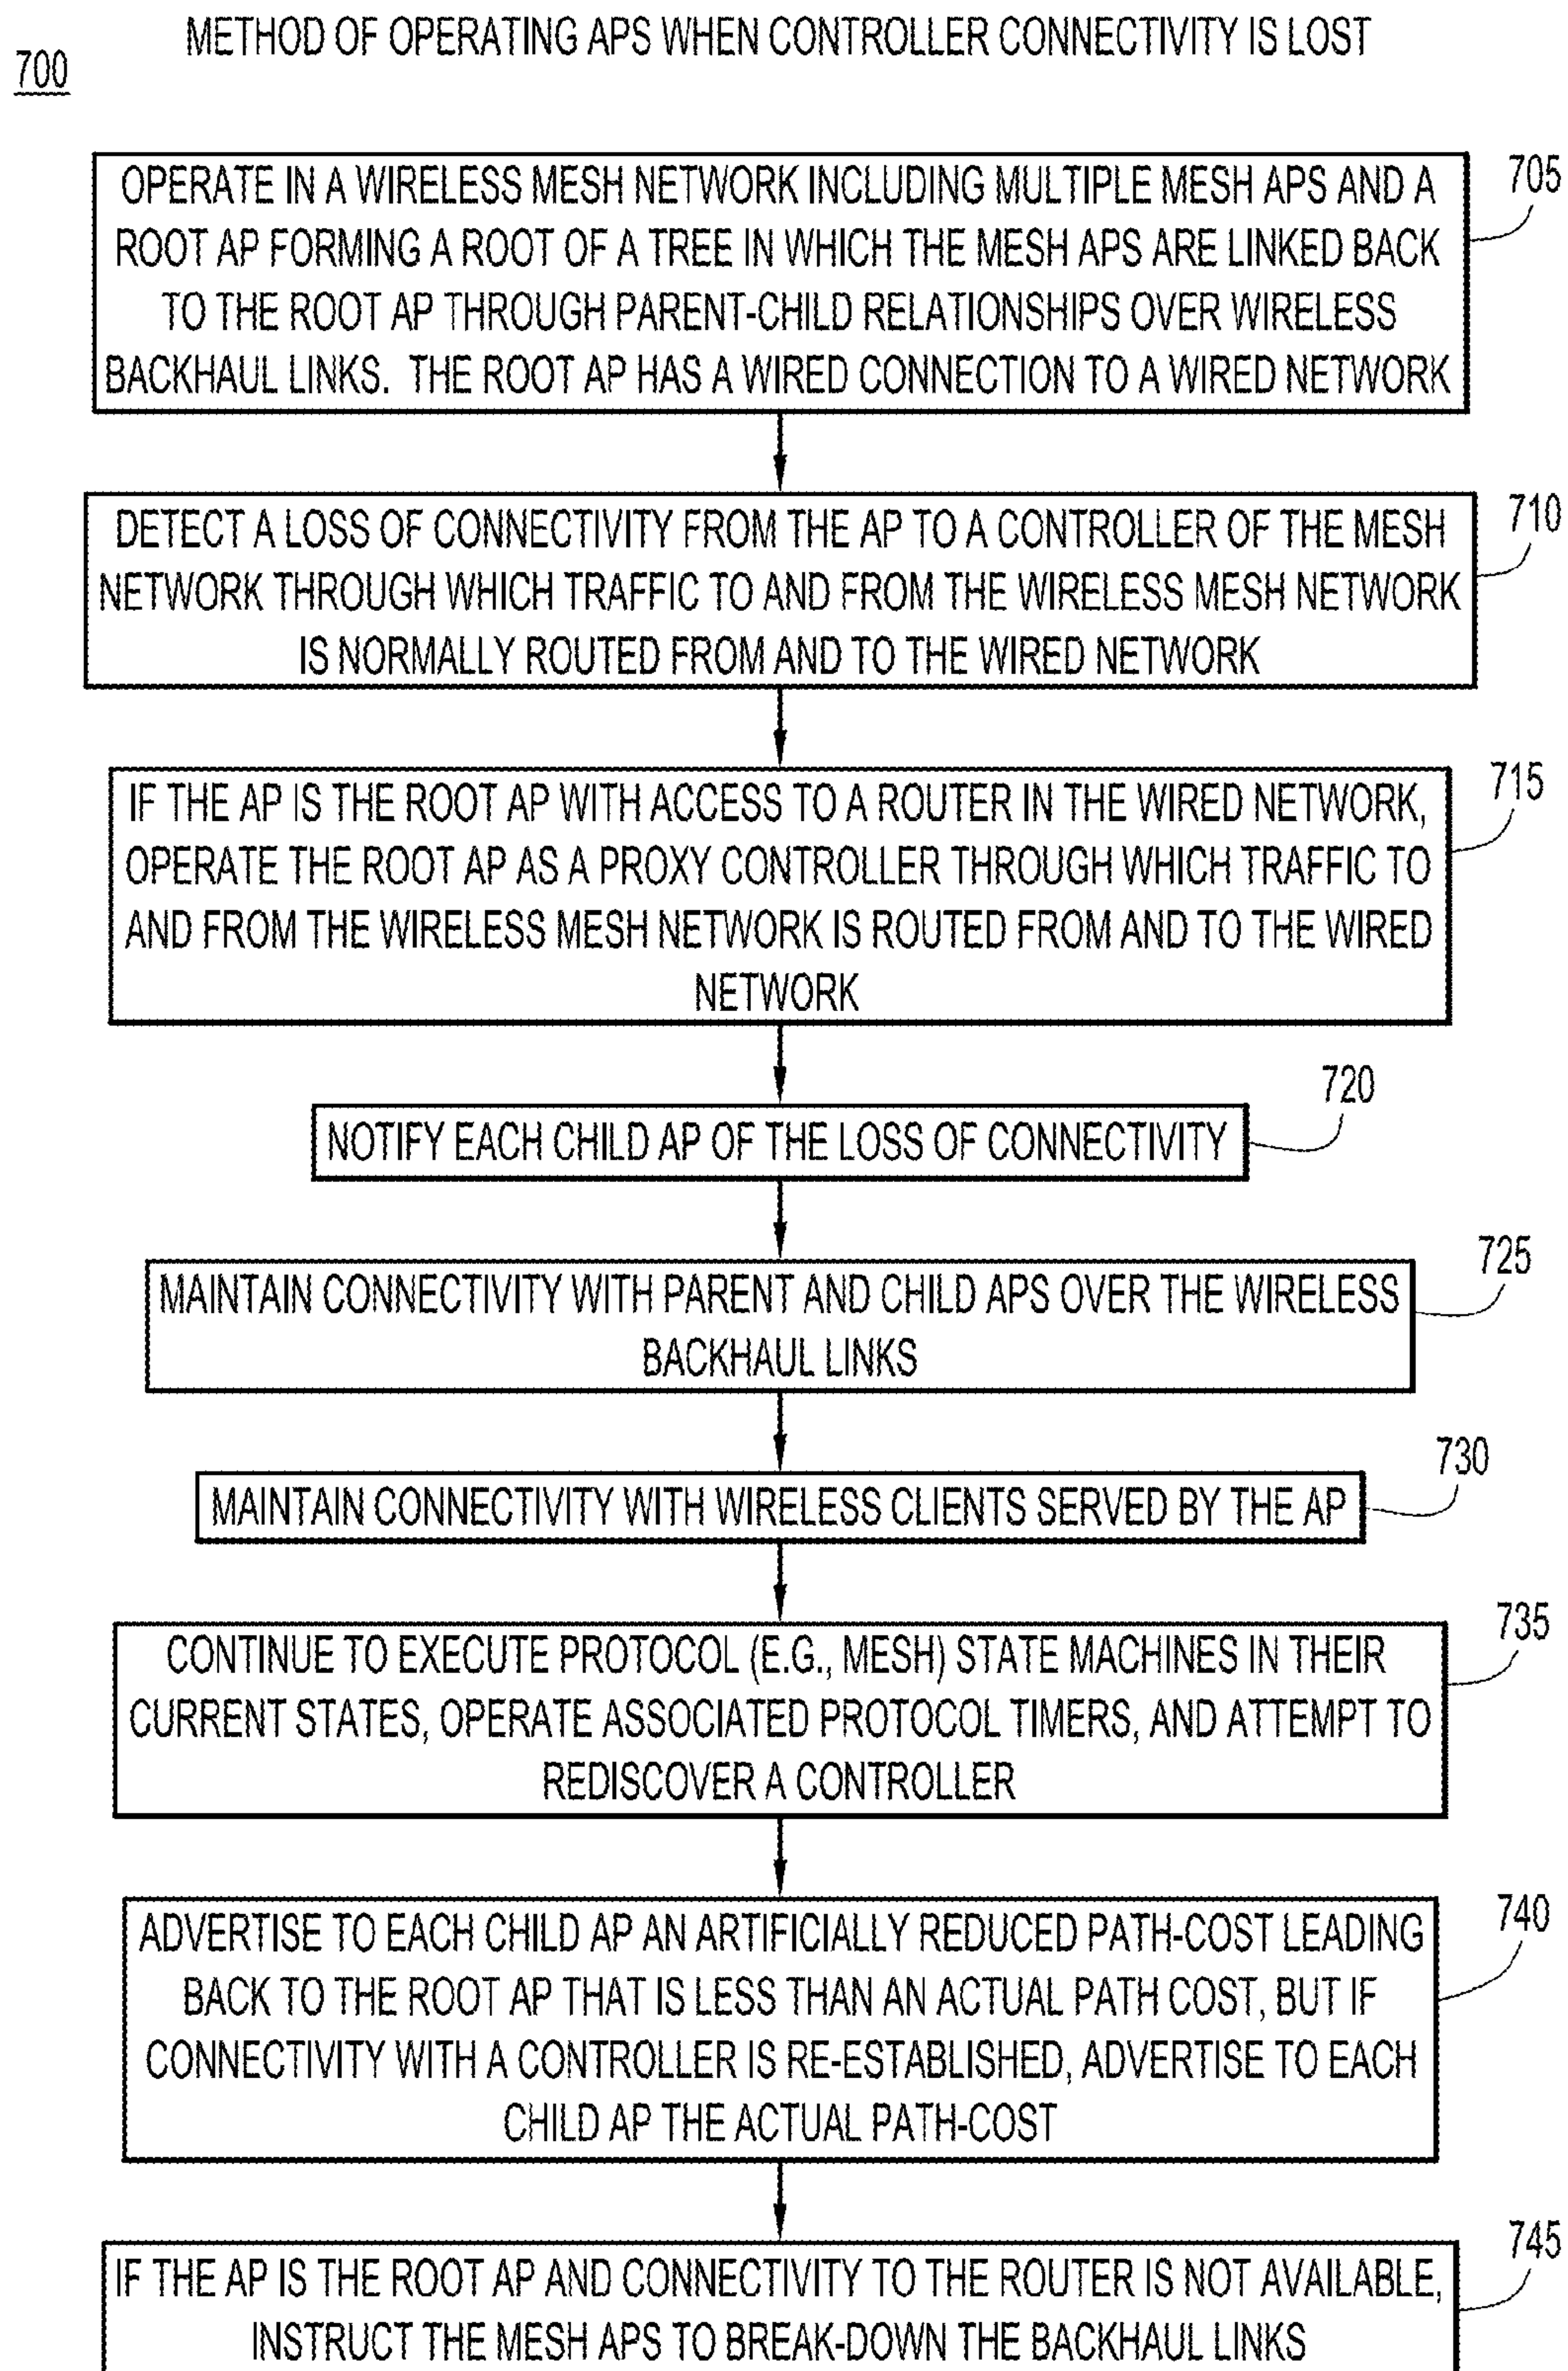 METHOD OF OPERATING APS WHEN CONTROLLER CONNECTIVITY IS LOST
700
OPERATE IN A WIRELESS MESH NETWORK INCLUDING MULTIPLE MESH APS AND A
ROOT AP FORMING A ROOT OF A TREE IN WHICH THE MESH APS ARE LINKED BACK
TO THE ROOT AP THROUGH PARENT-CHILD RELATIONSHIPS OVER WIRELESS
BACKHAUL LINKS. THE ROOT AP HAS A WIRED CONNECTION TO A WIRED NETWORK
705
DETECT A LOSS OF CONNECTIVITY FROM THE AP TO A CONTROLLER OF THE MESH
NETWORK THROUGH WHICH TRAFFIC TO AND FROM THE WIRELESS MESH NETWORK
IS NORMALLY ROUTED FROM AND TO THE WIRED NETWORK
710
IF THE AP IS THE ROOT AP WITH ACCESS TO A ROUTER IN THE WIRED NETWORK,
OPERATE THE ROOT AP AS A PROXY CONTROLLER THROUGH WHICH TRAFFIC TO
AND FROM THE WIRELESS MESH NETWORK IS ROUTED FROM AND TO THE WIRED
NETWORK
715
NOTIFY EACH CHILD AP OF THE LOSS OF CONNECTIVITY
720
MAINTAIN CONNECTIVITY WITH PARENT AND CHILD APS OVER THE WIRELESS
BACKHAUL LINKS
725
MAINTAIN CONNECTIVITY WITH WIRELESS CLIENTS SERVED BY THE AP
730
CONTINUE TO EXECUTE PROTOCOL (E.G., MESH) STATE MACHINES IN THEIR
CURRENT STATES, OPERATE ASSOCIATED PROTOCOL TIMERS, AND ATTEMPT TO
REDISCOVER A CONTROLLER
735
ADVERTISE TO EACH CHILD AP AN ARTIFICIALLY REDUCED PATH-COST LEADING
BACK TO THE ROOT AP THAT IS LESS THAN AN ACTUAL PATH COST, BUT IF
CONNECTIVITY WITH A CONTROLLER IS RE-ESTABLISHED, ADVERTISE TO EACH
CHILD AP THE ACTUAL PATH-COST
740
IF THE AP IS THE ROOT AP AND CONNECTIVITY TO THE ROUTER IS NOT AVAILABLE,
INSTRUCT THE MESH APS TO BREAK-DOWN THE BACKHAUL LINKS
745